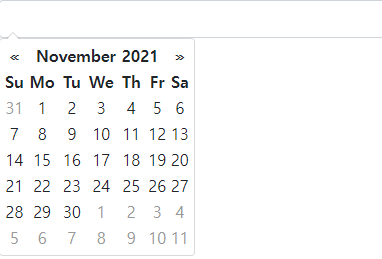 « November 2021 »
Su Mo Tu We Th Fr Sa
31 1 2 3 4 5 6
7 8 9 10 11 12 13
14 15 16 17 18 19 20
21 22 23 24 25 26 27
28 29 30 1 2 3 4
5 6 7 8 9 10 11